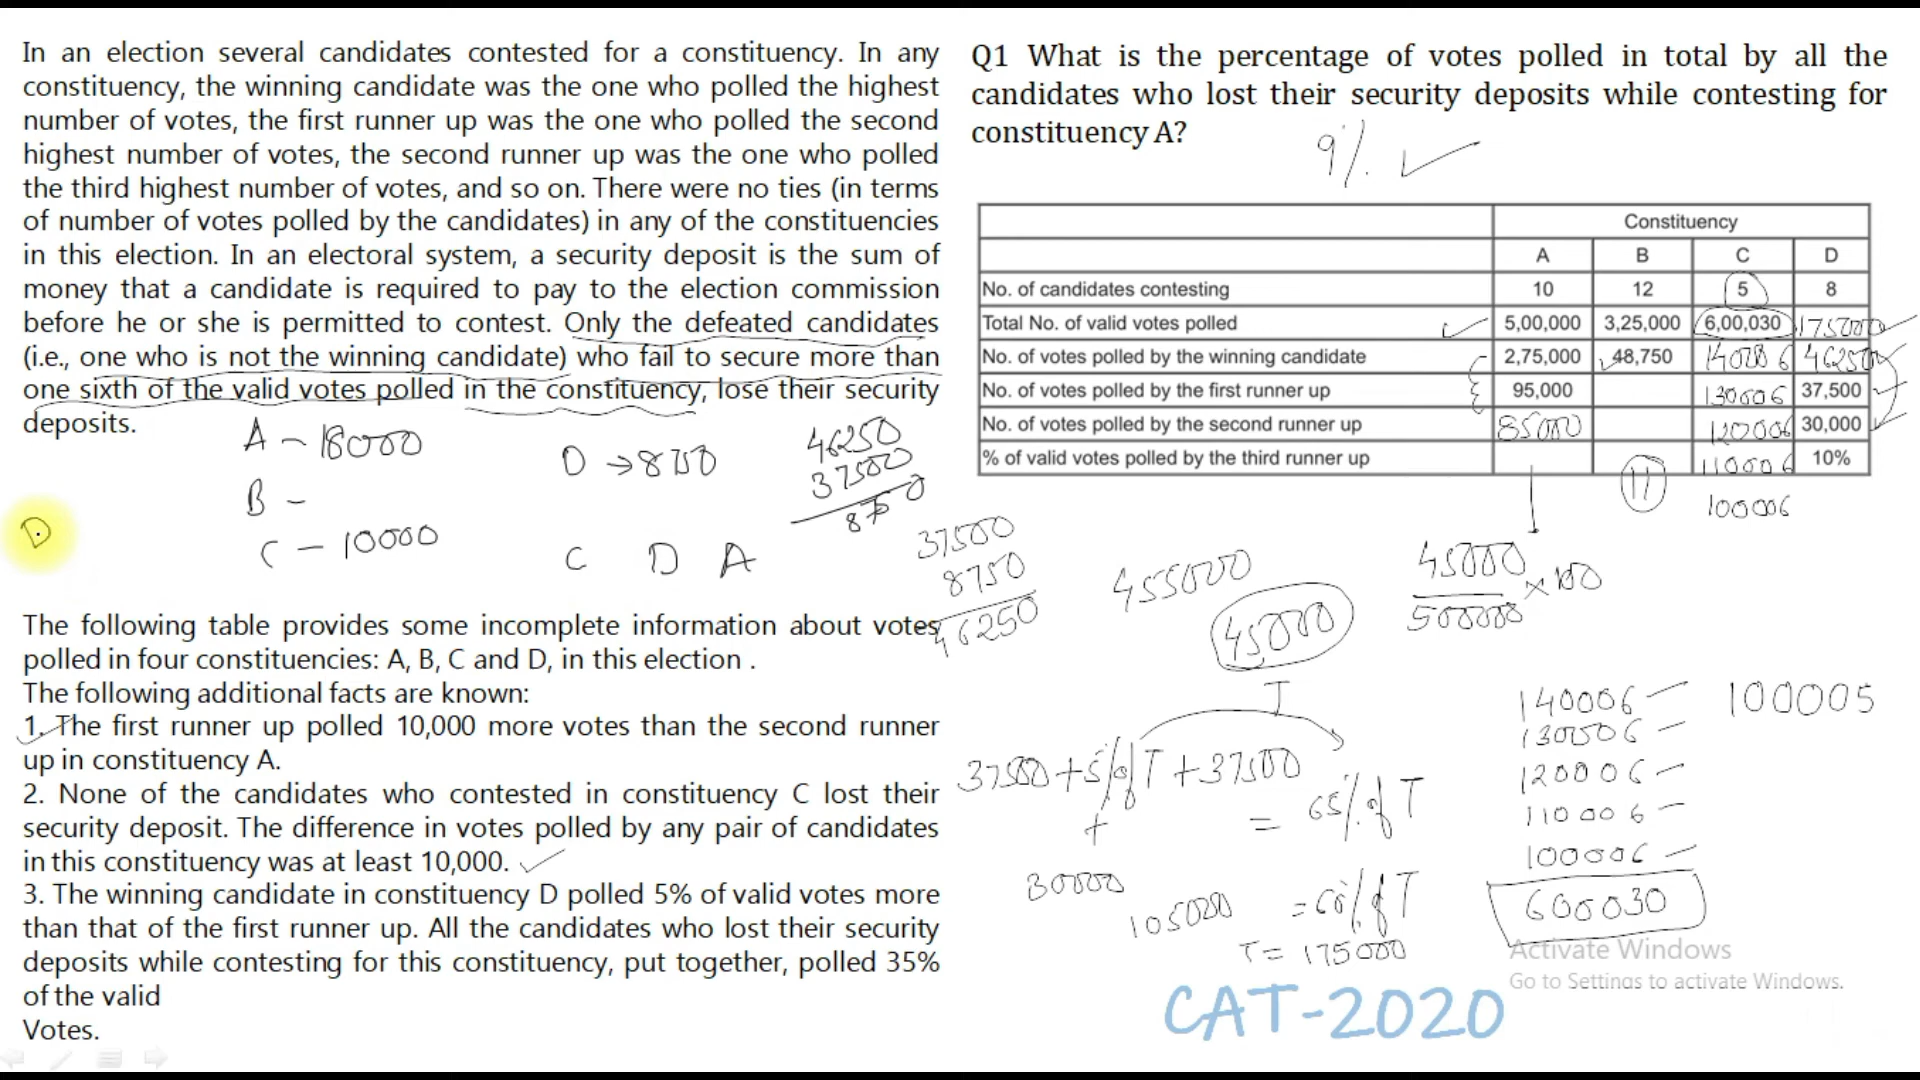 In an election several candidates contested for a constituency. In any
constituency, the winning candidate was the one who polled the highest
number of votes, the first runner up was the one who polled the second
highest number of votes, the second runner up was the one who polled
the third highest number of votes, and so on. There were no ties (in terms
of number of votes polled by the candidates) in any of the constituencies
in this election. In an electoral system, a security deposit is the sum of
money that a candidate is required to pay to the election commission
before he or she is permitted to contest. Only the defeated candidates
(i.e., one who is not the winning candidate) who fail to secure more than
one sixth of the valid votes polled in the constituency, lose their security
deposits.
A - 18000
B -
C - 10000
D
D → 8750
46250
37500
8750
C D A
The following table provides some incomplete information about votes
polled in four constituencies: A, B, C and D, in this election .
The following additional facts are known:
1. The first runner up polled 10,000 more votes than the second runner
up in constituency A.
2. None of the candidates who contested in constituency C lost their
security deposit. The difference in votes polled by any pair of candidates
in this constituency was at least 10,000.
3. The winning candidate in constituency D polled 5% of valid votes more
than that of the first runner up. All the candidates who lost their security
deposits while contesting for this constituency, put together, polled 35%
of the valid
Votes.
Q1 What is the percentage of votes polled in total by all the
candidates who lost their security deposits while contesting for
constituency A?
9%
Constituency
A B C D
No. of candidates contesting 10 12 5 8
Total No. of valid votes polled 5,00,000 3,25,000 6,00,030 175000
No. of votes polled by the winning candidate 2,75,000 48,750 140006 46250
No. of votes polled by the first runner up 95,000 130006 37,500
No. of votes polled by the second runner up 85000 120006 30,000
% of valid votes polled by the third runner up 110006 10%
11
100006
37500
8750
46250
455000
45000
45000
500000 × 100
T
37500 + 5% of T + 37500
+
30000
= 65% of T
105000 = 60% of T
T = 175000
140006
130006
120006
110006
100006
600030
100005
Activate Windows
Go to Settings to activate Windows.
CAT-2020